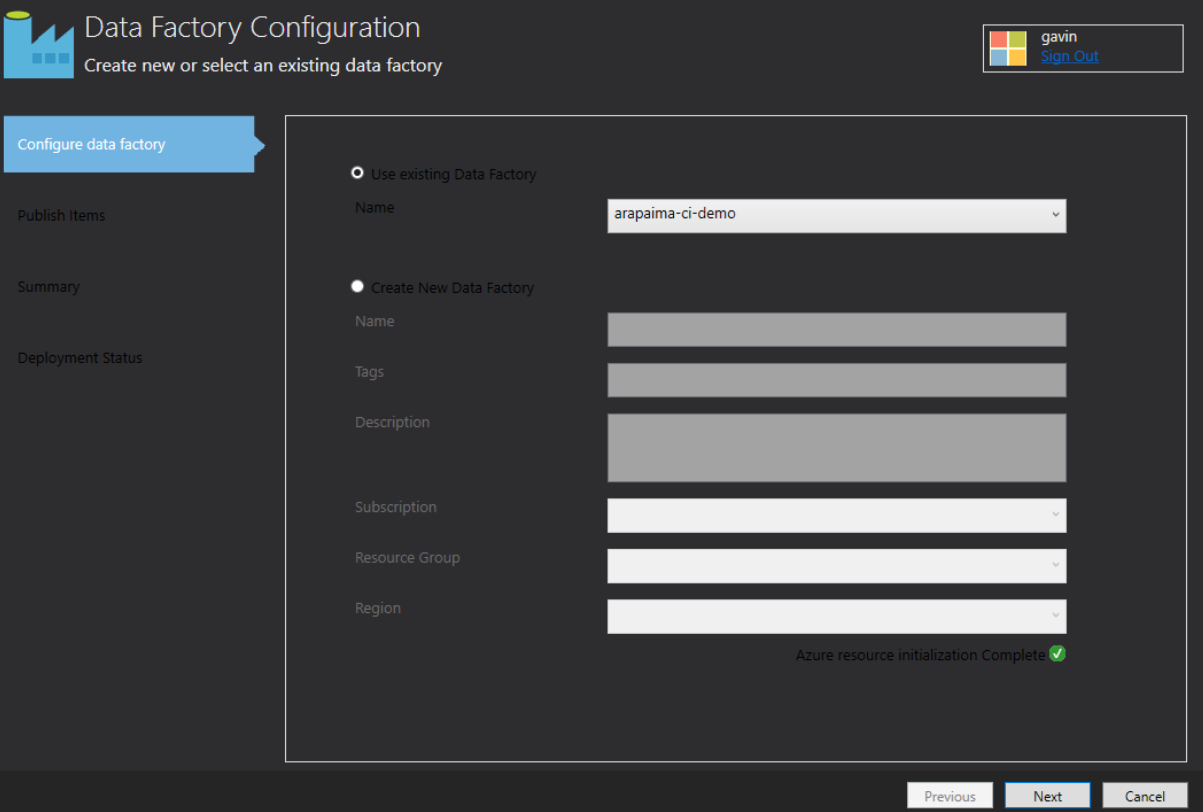 Data Factory Configuration
Create new or select an existing data factory
gavin
Sign Out
Configure data factory
Publish Items
Summary
Deployment Status
Use existing Data Factory
Name
arapaima-ci-demo
Create New Data Factory
Name
Tags
Description
Subscription
Resource Group
Region
Azure resource initialization Complete
Previous
Next
Cancel